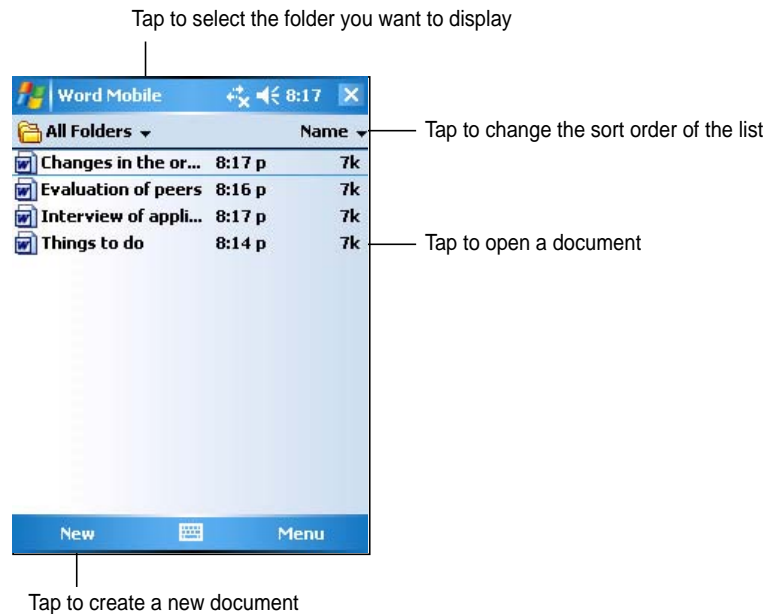 Tap to select the folder you want to display
Word Mobile 8:17
All Folders Name
Tap to change the sort order of the list
Changes in the or... 8:17 p 7k
Evaluation of peers 8:16 p 7k
Interview of appli... 8:17 p 7k
Things to do 8:14 p 7k
Tap to open a document
New Menu
Tap to create a new document